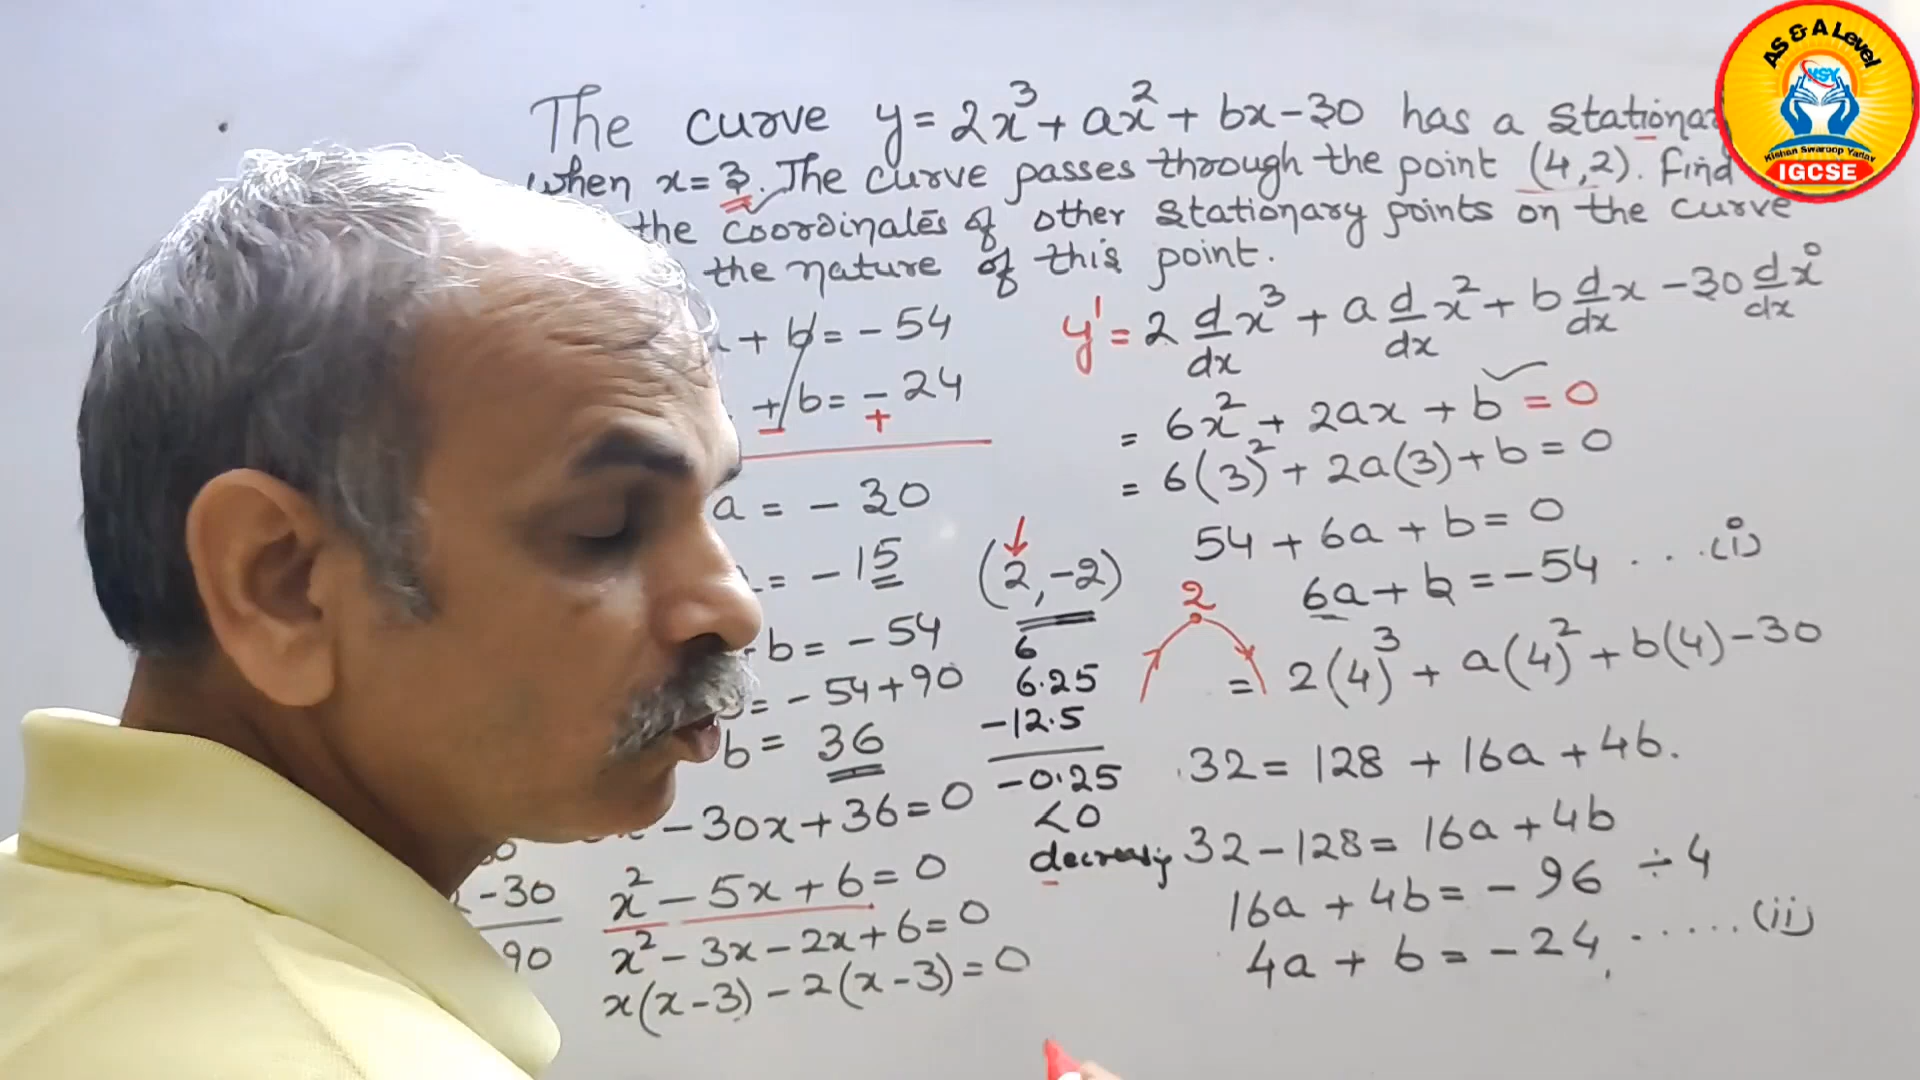 The curve y = 2x³ + ax² + bx - 30 has a
when x = 3. The curve passes through the point (4,2). Find
the coordinates of other stationary points on the curve
the nature of this point.
+ b = - 54
+ b = - 24
- +
a = - 30
= - 15
b = - 54
= - 54 + 90
b = 36
- 30x + 36 = 0
x² - 5x + 6 = 0
x² - 3x - 2x + 6 = 0
x(x-3) - 2(x-3) = 0
- 30
90
(2, -2)
6
6.25
-12.5
-0.25
<0
2
y' = 2 d/dx x³ + a d/dx x² + b d/dx x - 30 d/dx x⁰
= 6x² + 2ax + b = 0
= 6(3)² + 2a(3) + b = 0
54 + 6a + b = 0
6a + b = -54 ... (i)
= 2(4)³ + a(4)² + b(4) - 30
32 = 128 + 16a + 4b.
32 - 128 = 16a + 4b
16a + 4b = - 96 ÷ 4
4a + b = - 24 ..... (ii)
AS & A Level
KSY
Kishan Swaroop Yadav
IGCSE